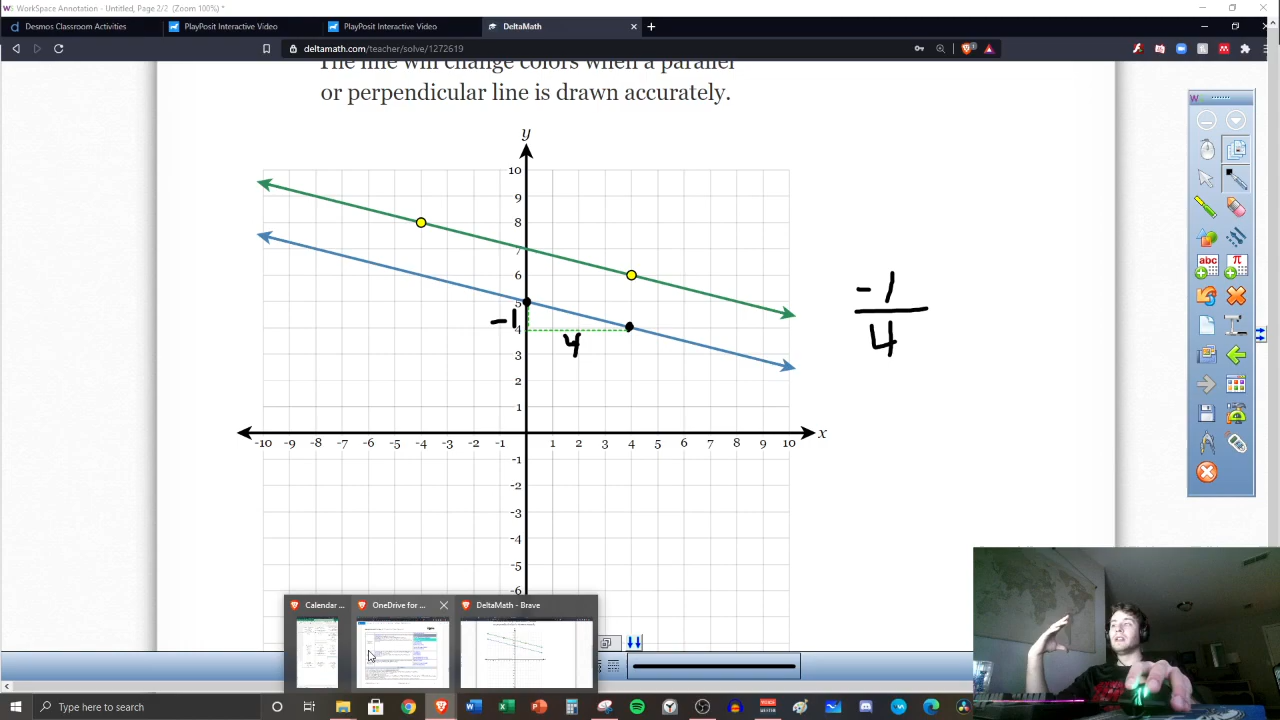 WorkSpace Annotation - Untitled, Page 2/2 (Zoom 100%) *
Desmos Classroom Activities
PlayPosit Interactive Video
PlayPosit Interactive Video
DeltaMath
deltamath.com/teacher/solve/1272619
The line will change colors when a parallel
or perpendicular line is drawn accurately.
y
10
9
8
7
6
5
4
3
2
1
-10 -9 -8 -7 -6 -5 -4 -3 -2 -1 1 2 3 4 5 6 7 8 9 10 x
-1
-2
-3
-4
-5
-6
-1
4
-1
4
W
abc
π
Calendar ...
OneDrive for ...
DeltaMath - Brave
Type here to search